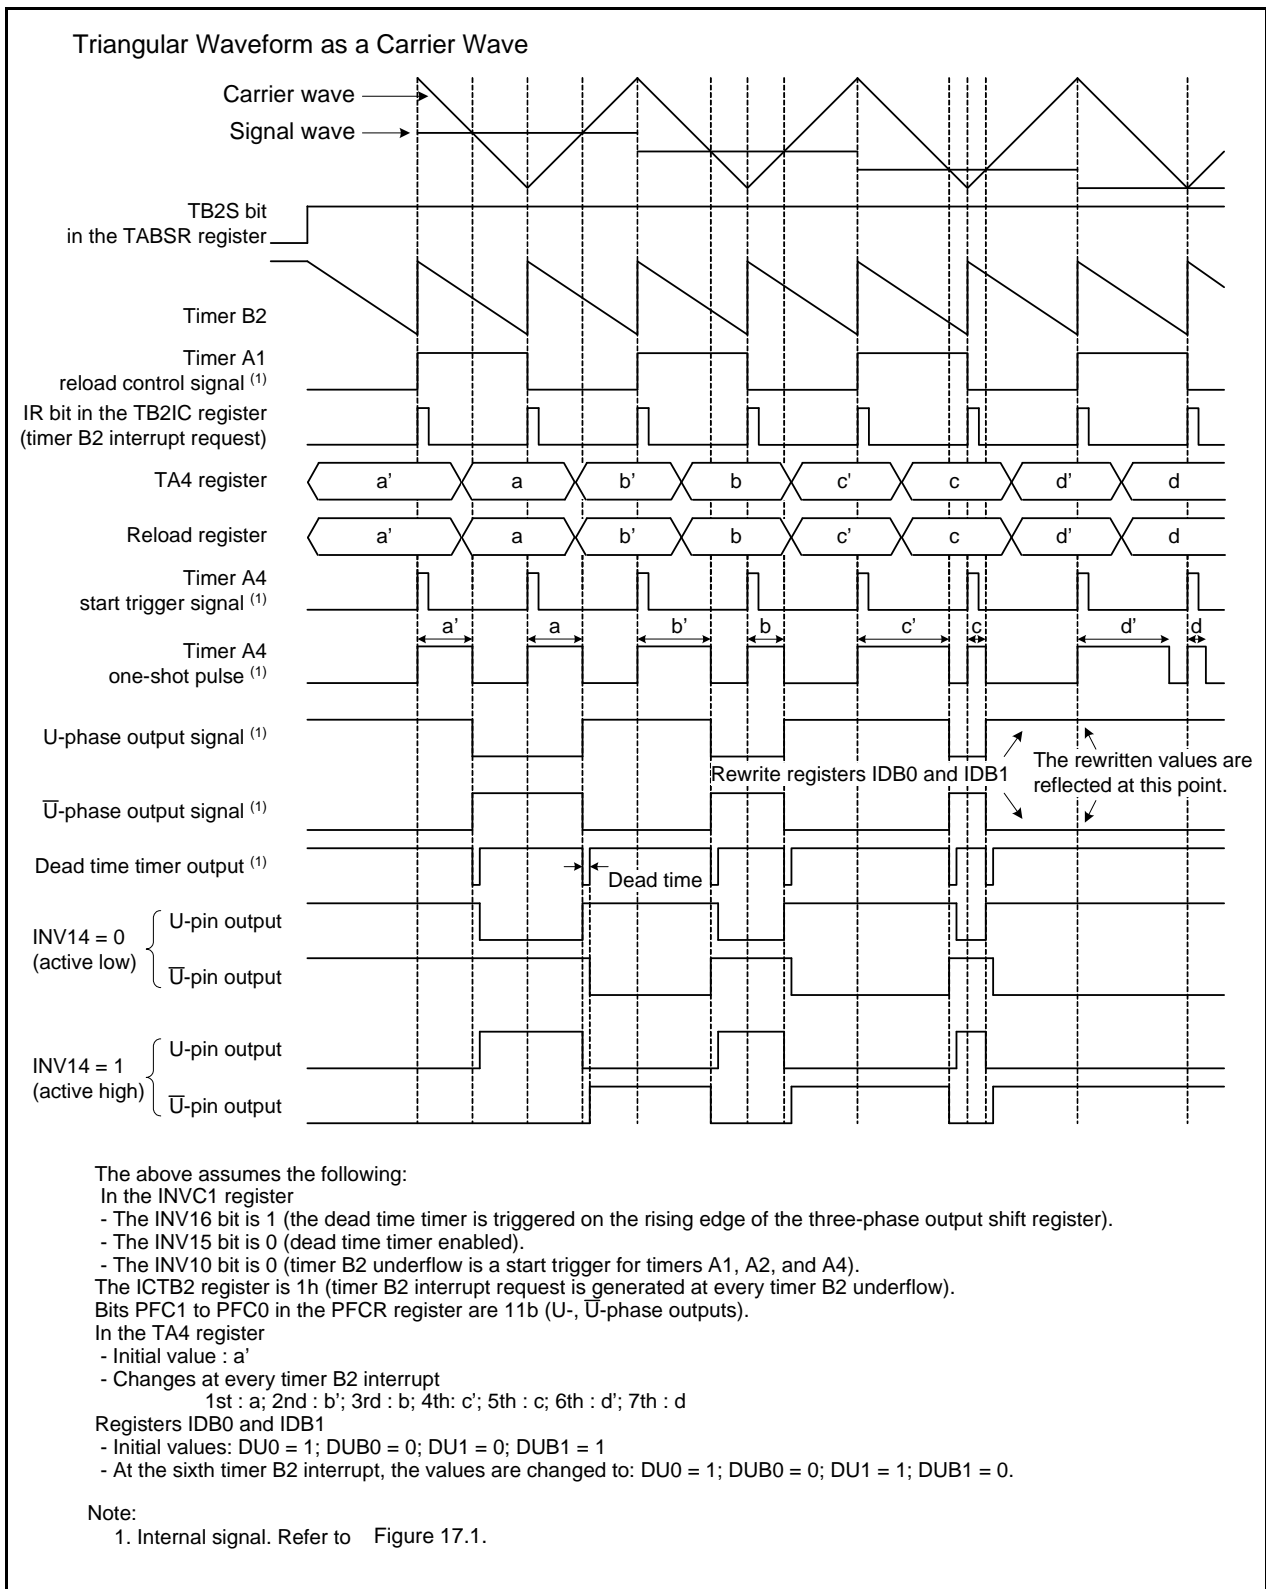 Triangular Waveform as a Carrier Wave
Carrier wave
Signal wave
TB2S bit
in the TABSR register
Timer B2
Timer A1
reload control signal (1)
IR bit in the TB2IC register
(timer B2 interrupt request)
TA4 register
a’ a b’ b c’ c d’ d
Reload register
a’ a b’ b c’ c d’ d
Timer A4
start trigger signal (1)
a’ a b’ b c’ c d’ d
Timer A4
one-shot pulse (1)
U-phase output signal (1)
Rewrite registers IDB0 and IDB1
The rewritten values are
reflected at this point.
U̅-phase output signal (1)
Dead time timer output (1)
Dead time
INV14 = 0
(active low)
U-pin output
U̅-pin output
INV14 = 1
(active high)
U-pin output
U̅-pin output
The above assumes the following:
In the INVC1 register
- The INV16 bit is 1 (the dead time timer is triggered on the rising edge of the three-phase output shift register).
- The INV15 bit is 0 (dead time timer enabled).
- The INV10 bit is 0 (timer B2 underflow is a start trigger for timers A1, A2, and A4).
The ICTB2 register is 1h (timer B2 interrupt request is generated at every timer B2 underflow).
Bits PFC1 to PFC0 in the PFCR register are 11b (U-, U̅-phase outputs).
In the TA4 register
- Initial value : a’
- Changes at every timer B2 interrupt
1st : a; 2nd : b’; 3rd : b; 4th: c’; 5th : c; 6th : d’; 7th : d
Registers IDB0 and IDB1
- Initial values: DU0 = 1; DUB0 = 0; DU1 = 0; DUB1 = 1
- At the sixth timer B2 interrupt, the values are changed to: DU0 = 1; DUB0 = 0; DU1 = 1; DUB1 = 0.
Note:
1. Internal signal. Refer to Figure 17.1.